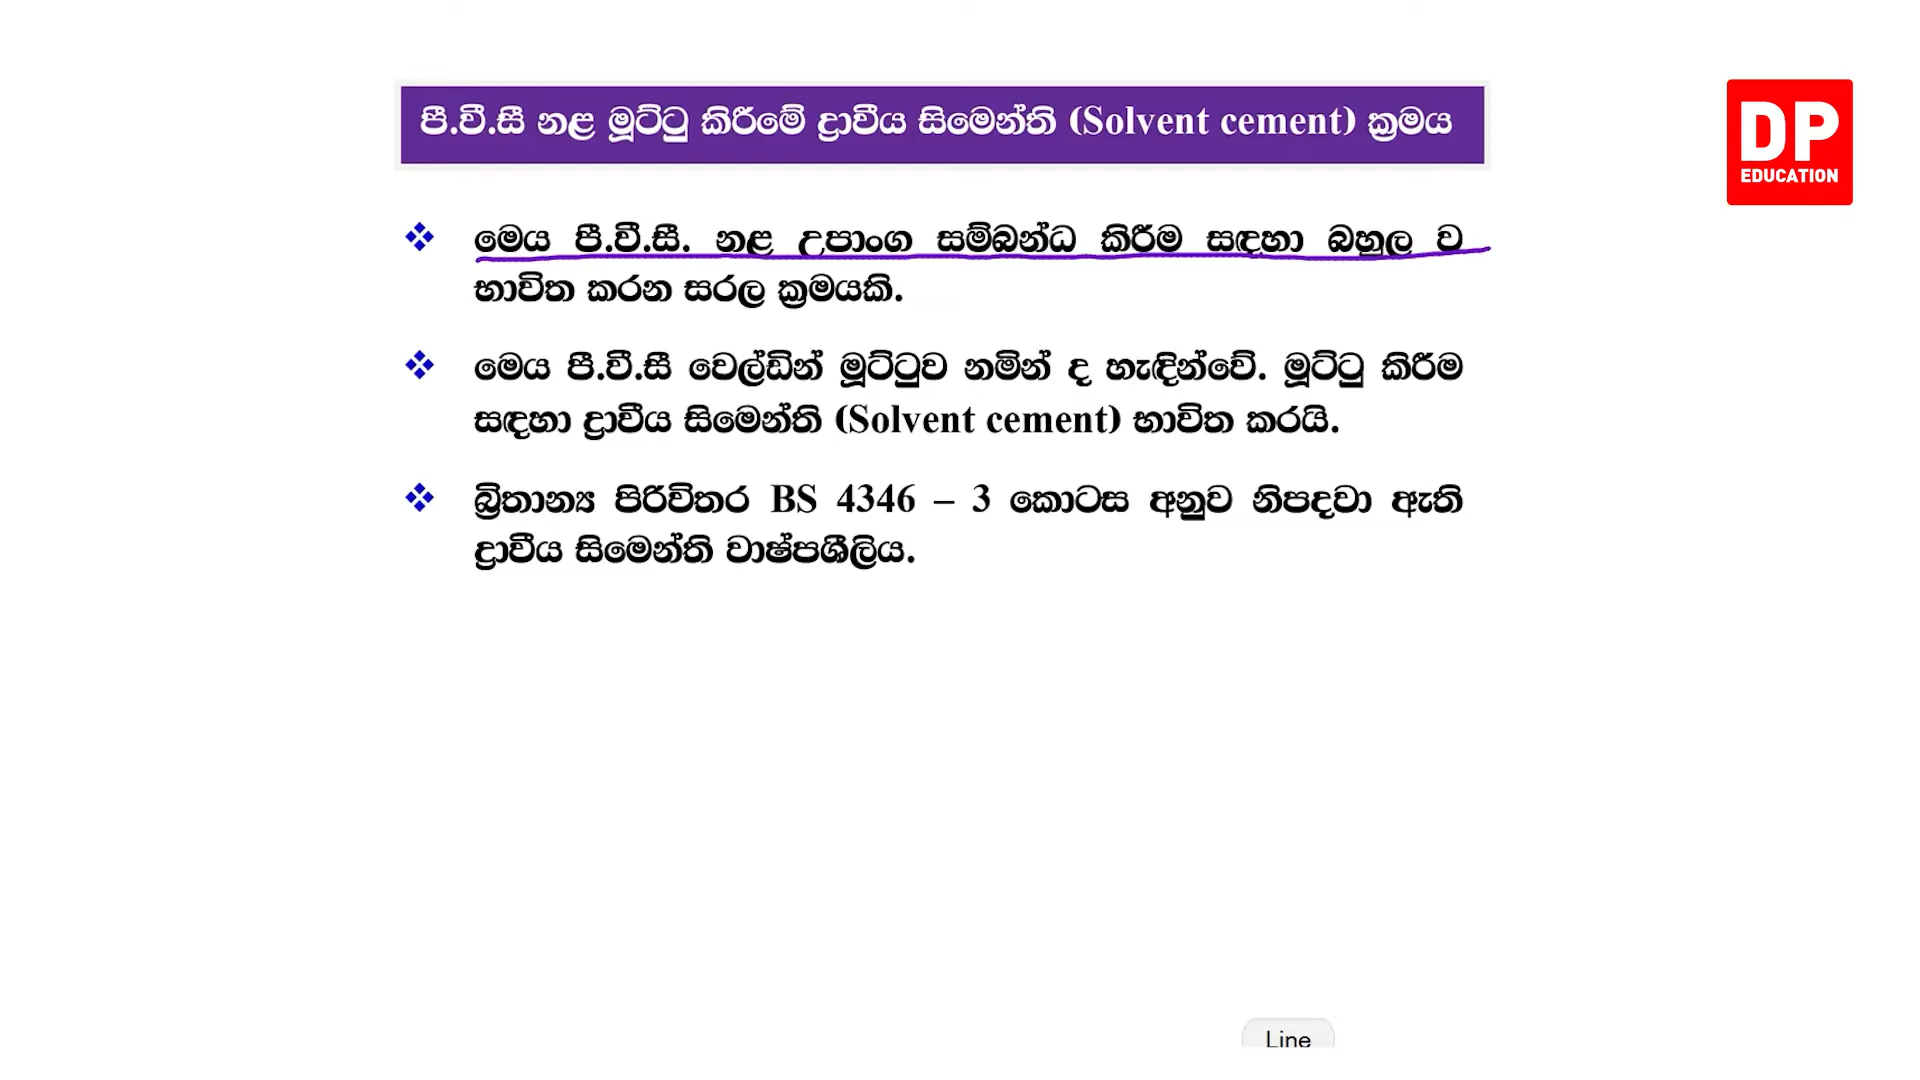 පී.වී.සී නළ මූට්ටු කිරීමේ ද්‍රාවීය සිමෙන්ති (Solvent cement) ක්‍රමය
DP
EDUCATION
❖ මෙය පී.වී.සී. නළ උපාංග සම්බන්ධ කිරීම සඳහා බහුල ව
භාවිත කරන සරල ක්‍රමයකි.
❖ මෙය පී.වී.සී වෙල්ඩින් මූට්ටුව නමින් ද හැඳින්වේ. මූට්ටු කිරීම
සඳහා ද්‍රාවීය සිමෙන්ති (Solvent cement) භාවිත කරයි.
❖ බ්‍රිතාන්‍ය පිරිවිතර BS 4346 – 3 කොටස අනුව නිපදවා ඇති
ද්‍රාවීය සිමෙන්ති වාෂ්පශීලිය.
Line